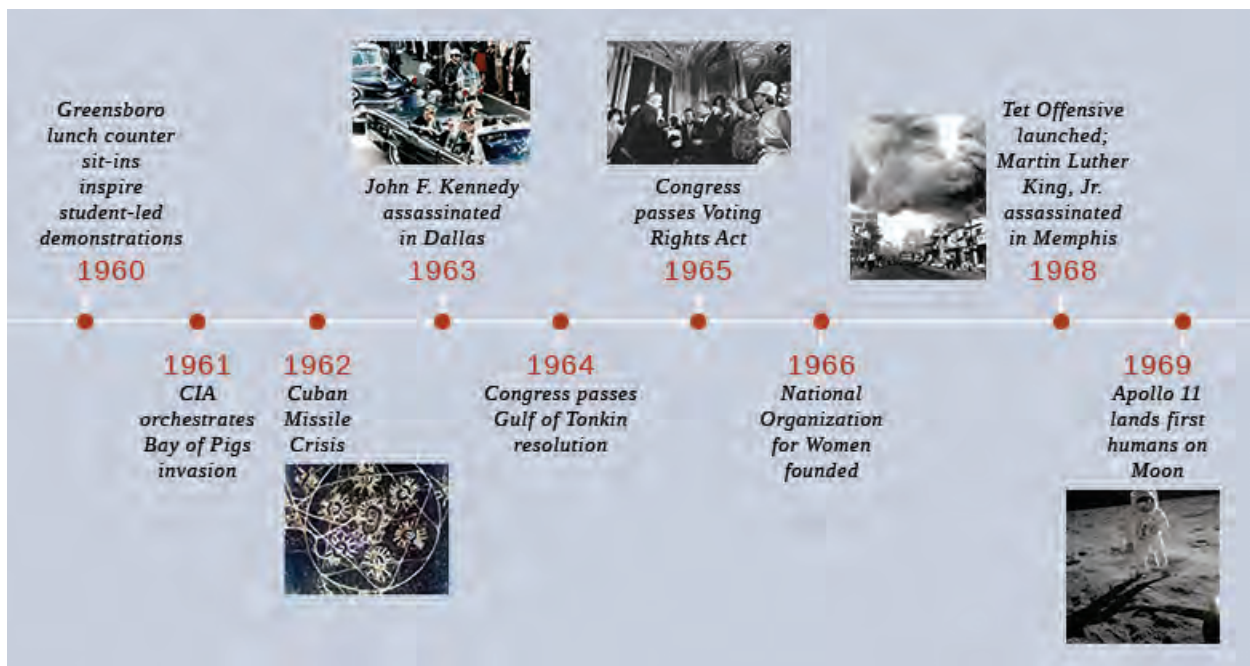 Greensboro
lunch counter
sit-ins
inspire
student-led
demonstrations
1960
1961
CIA
orchestrates
Bay of Pigs
invasion
1962
Cuban
Missile
Crisis
John F. Kennedy
assassinated
in Dallas
1963
1964
Congress passes
Gulf of Tonkin
resolution
Congress
passes Voting
Rights Act
1965
1966
National
Organization
for Women
founded
Tet Offensive
launched;
Martin Luther
King, Jr.
assassinated
in Memphis
1968
1969
Apollo 11
lands first
humans on
Moon